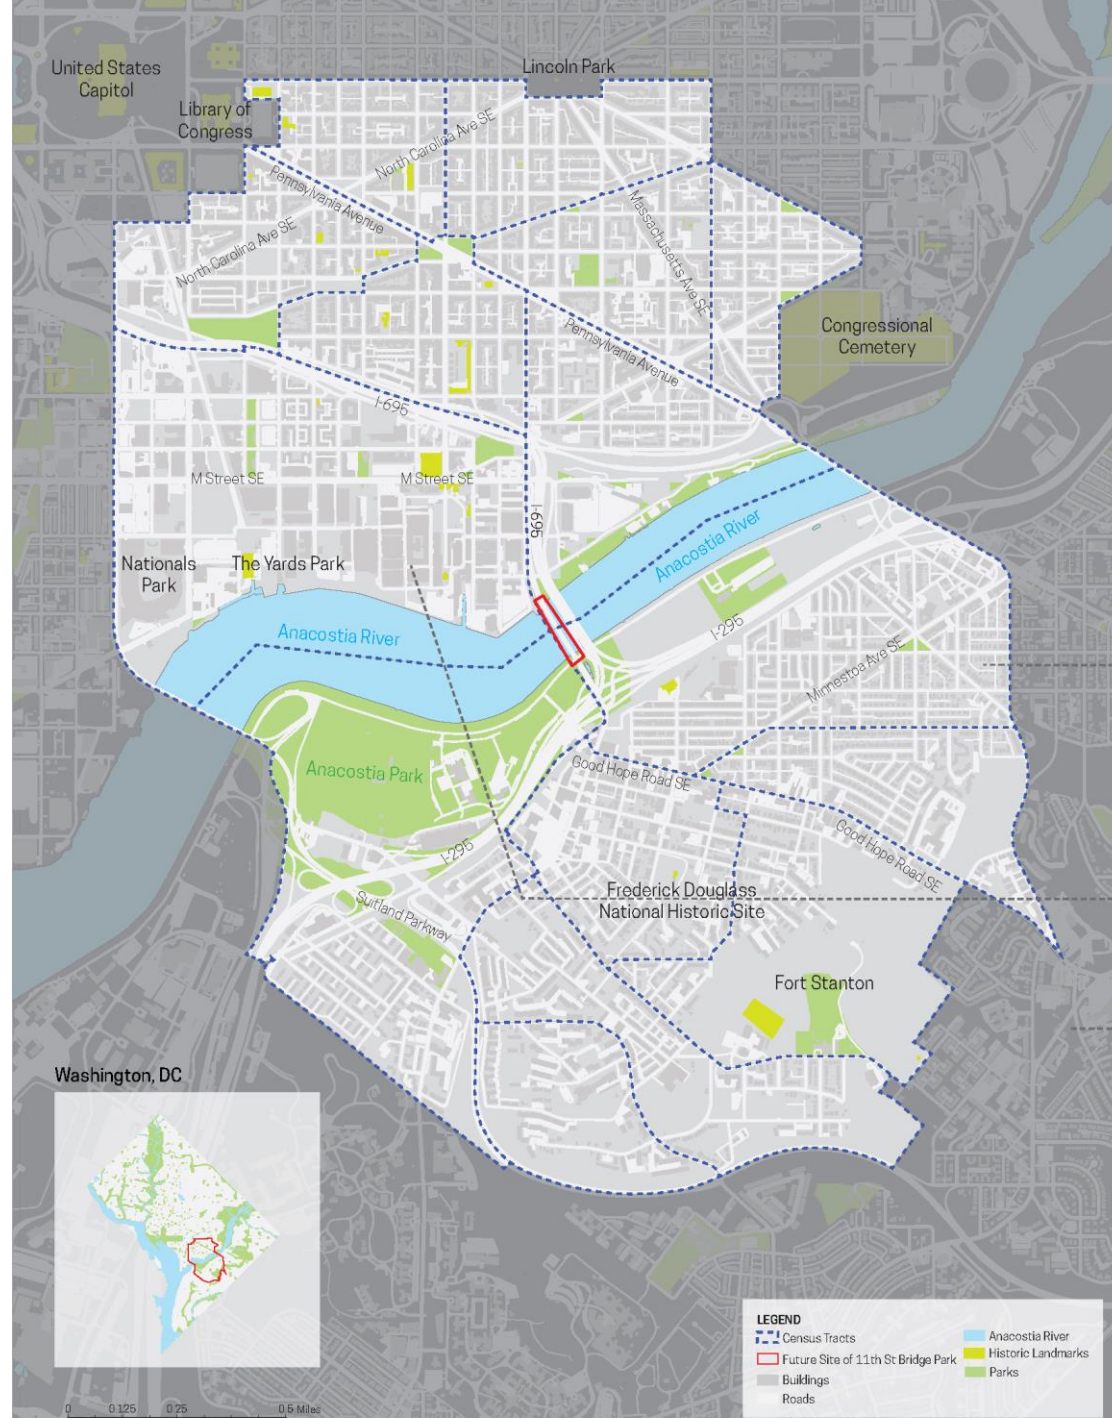 United States
Capitol
Lincoln Park
Library of
Congress
North Carolina Ave SE
Pennsylvania Avenue
North Carolina Ave SE
Massachusetts Ave SE
Congressional
Cemetery
Pennsylvania Avenue
I-695
M Street SE
M Street SE
I-695
Anacostia River
Nationals
Park
The Yards Park
Anacostia River
I-295
Minnestoa Ave SE
Anacostia Park
Good Hope Road SE
Good Hope Road SE
I-295
Frederick Douglass
National Historic Site
Suitland Parkway
Fort Stanton
Washington, DC
LEGEND
Census Tracts
Future Site of 11th St Bridge Park
Buildings
Roads
Anacostia River
Historic Landmarks
Parks
0 0.125 0.25 0.5 Miles